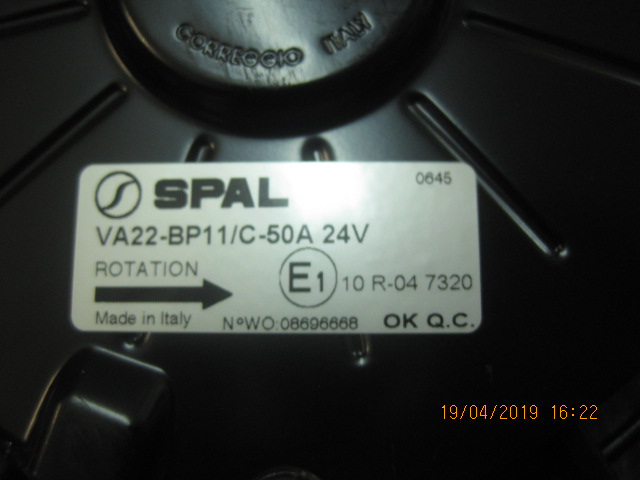 CORREGGIO ITALY
SPAL
0645
VA22-BP11/C-50A 24V
ROTATION
E1 10 R-04 7320
Made in Italy NºWO:08696668 OK Q.C.
19/04/2019 16:22